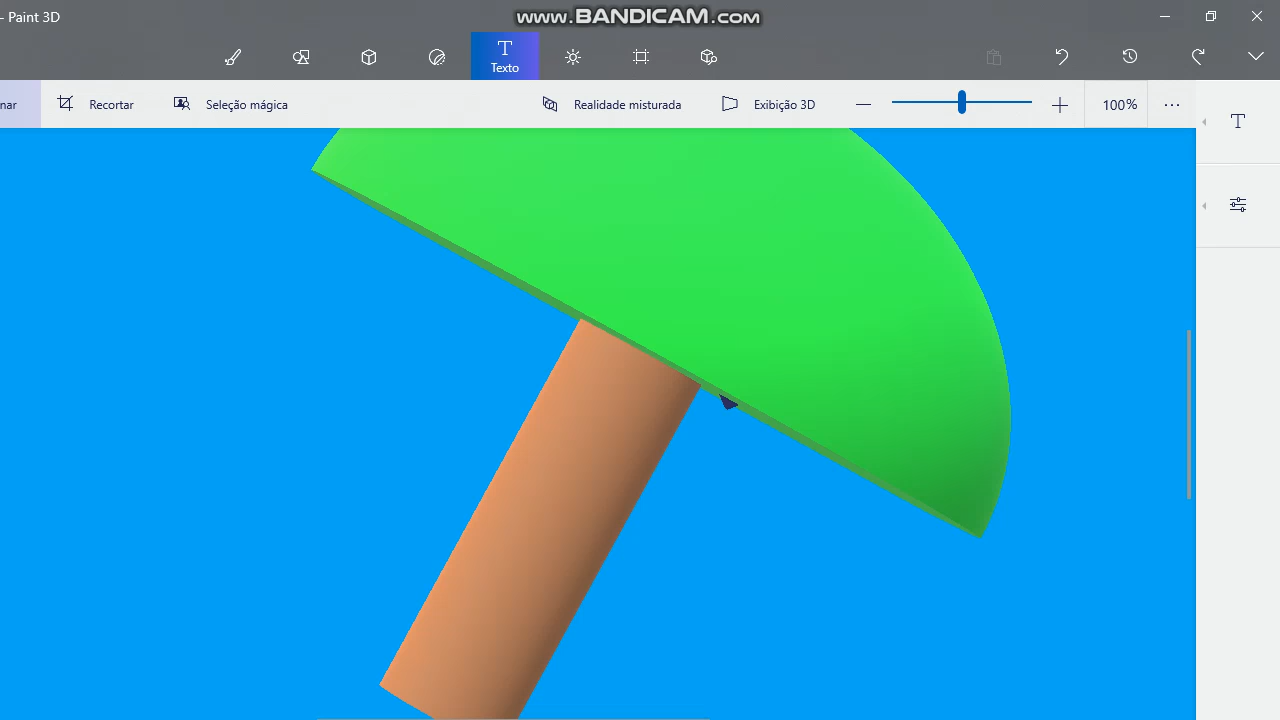 - Paint 3D
www.BANDICAM.com
Texto
nar
Recortar
Seleção mágica
Realidade misturada
Exibição 3D
100%